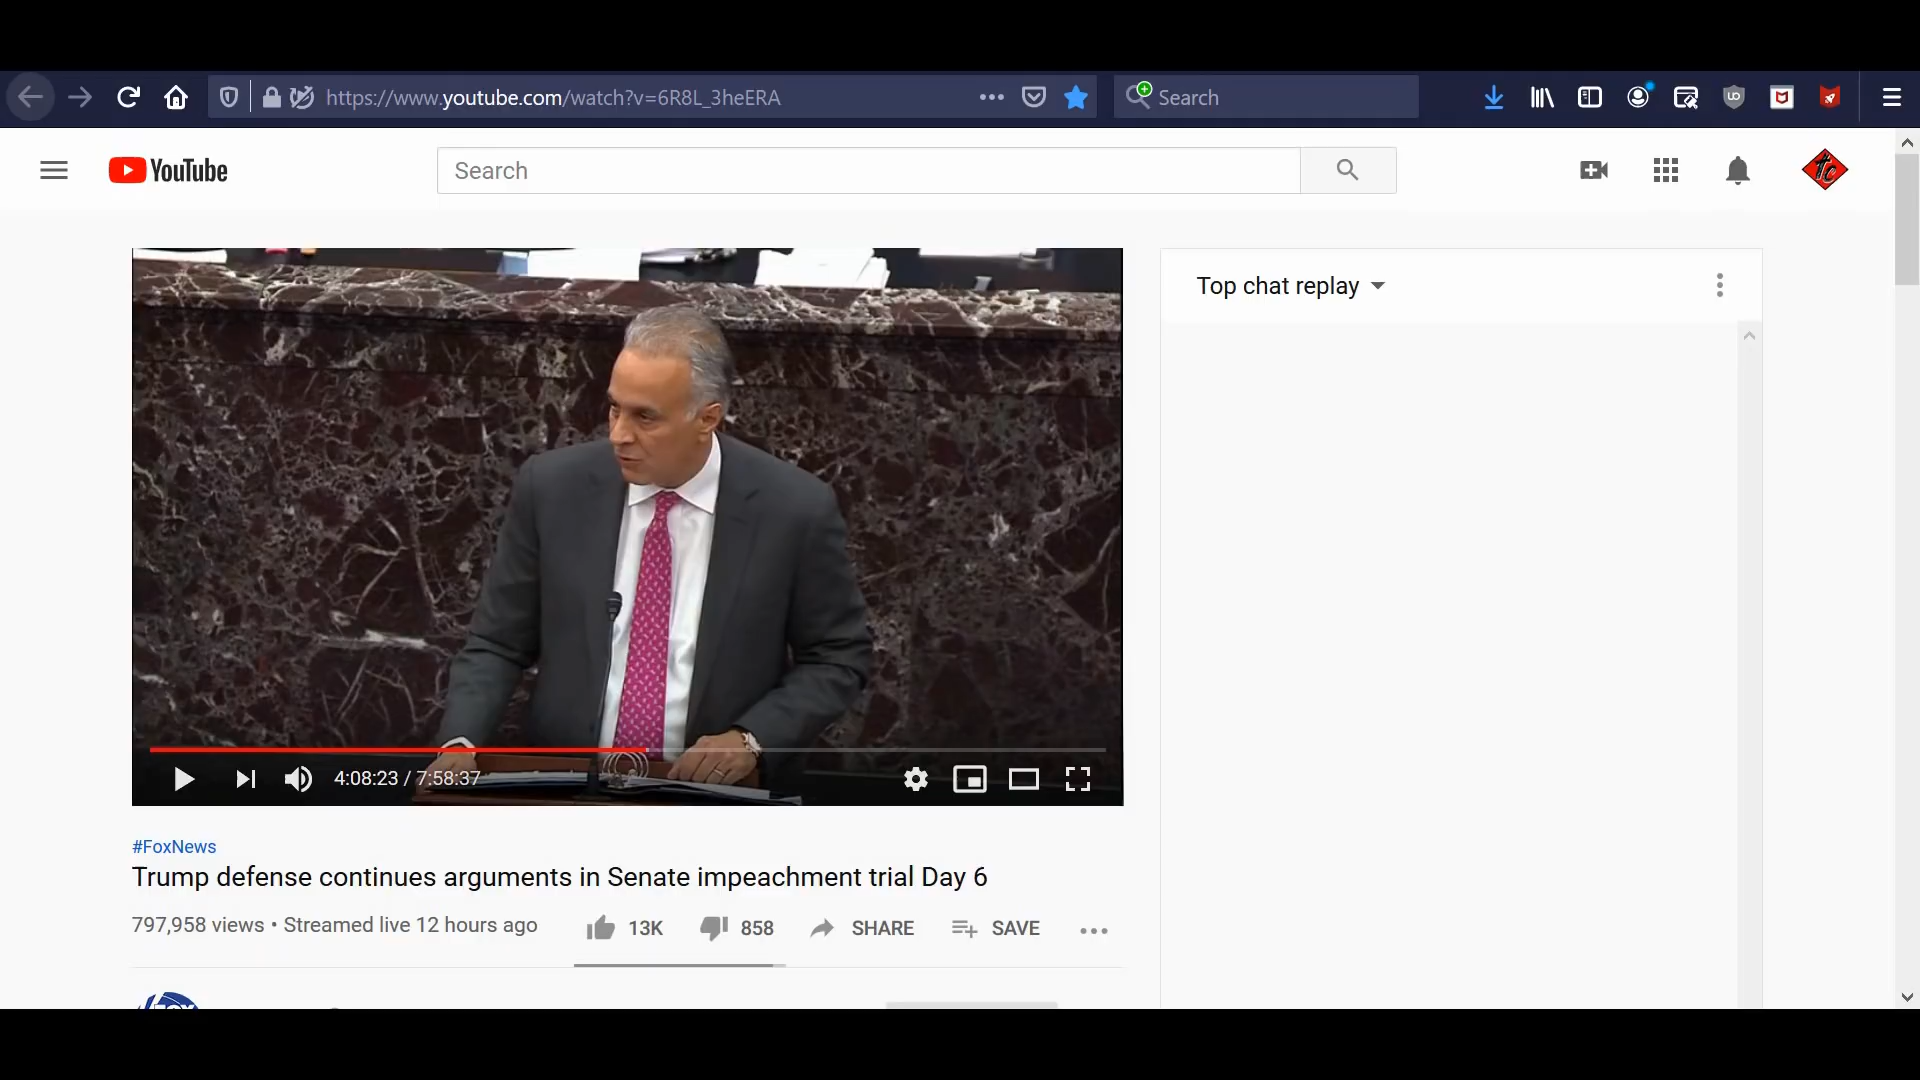 https://www.youtube.com/watch?v=6R8L_3heERA
Search
YouTube
Search
Top chat replay
4:08:23 / 7:58:37
#FoxNews
Trump defense continues arguments in Senate impeachment trial Day 6
797,958 views • Streamed live 12 hours ago
13K
858
SHARE
SAVE